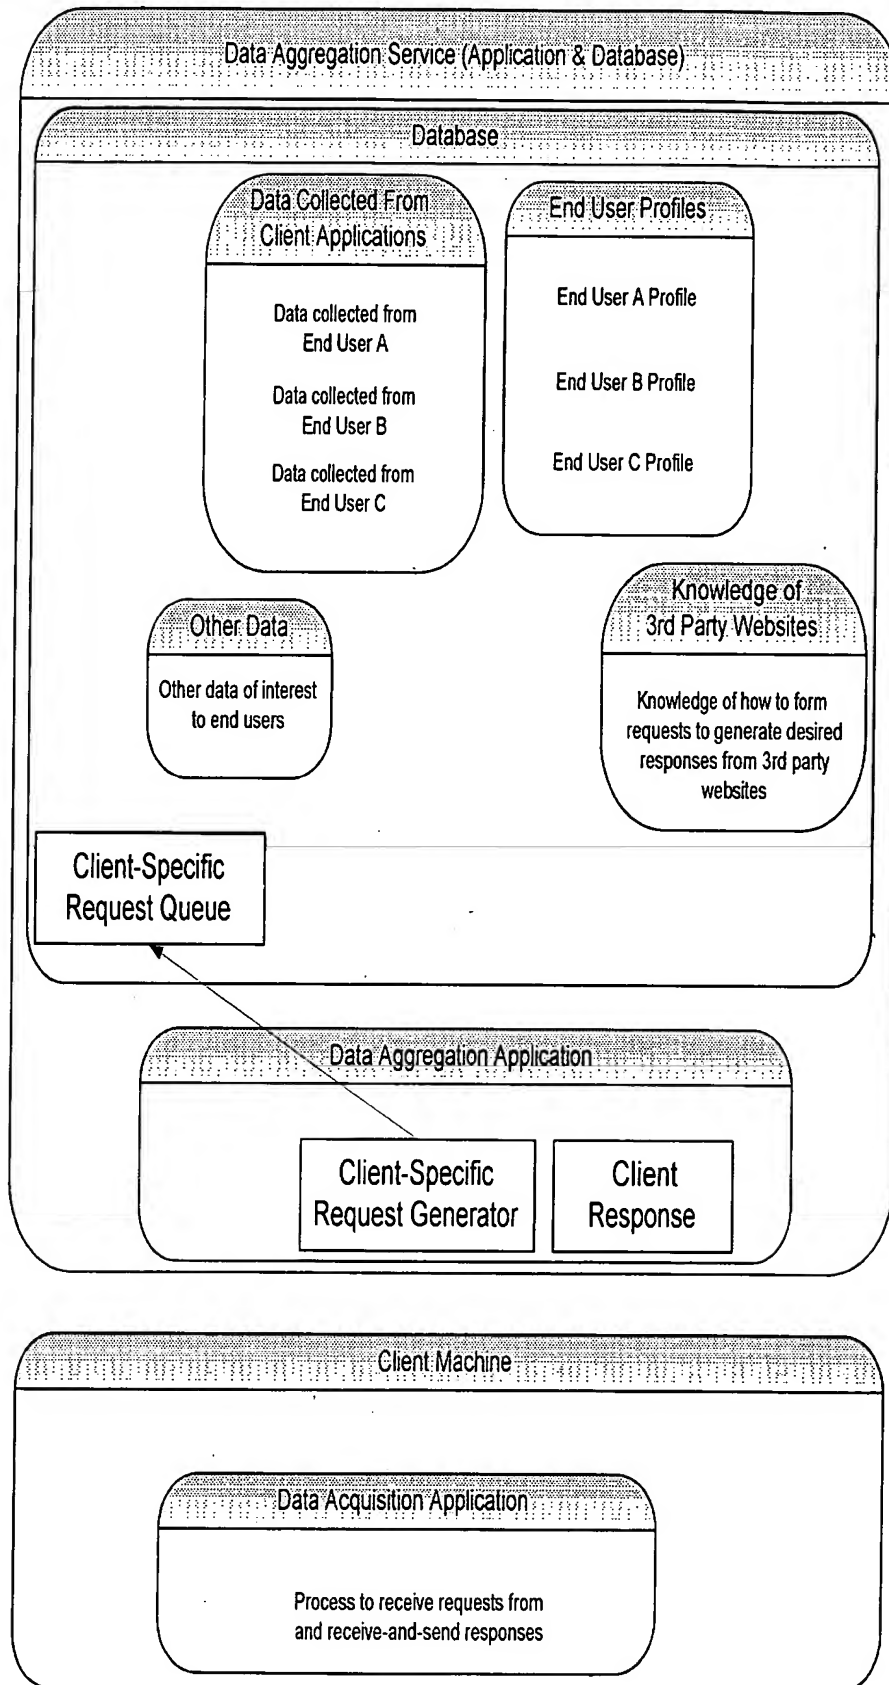 Data Aggregation Service (Application & Database)
Database
Data Collected From
Client Applications
Data collected from
End User A
Data collected from
End User B
Data collected from
End User C
End User Profiles
End User A Profile
End User B Profile
End User C Profile
Other Data
Other data of interest
to end users
Knowledge of
3rd Party Websites
Knowledge of how to form
requests to generate desired
responses from 3rd party
websites
Client-Specific
Request Queue
Data Aggregation Application
Client-Specific
Request Generator
Client
Response
Client Machine
Data Acquisition Application
Process to receive requests from
and receive-and-send responses